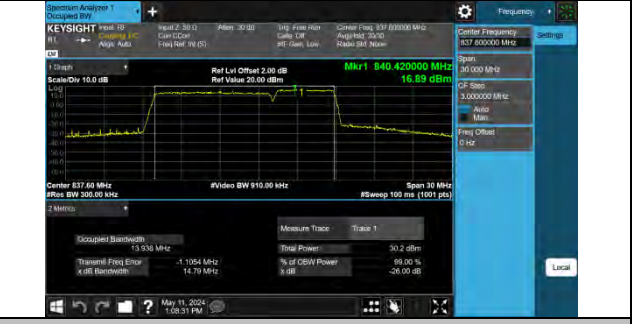 Spectrum Analyzer 1
Occupied BW
+
Frequency
KEYSIGHT
Input: RF
Input Z: 50 Ω
Atten: 30 dB
Trig: Free Run
Center Freq: 837.600000 MHz
RL
Coupling: DC
Corr CCorr
Gate: Off
Avg|Hold: 30/30
Align: Auto
Freq Ref: Int (S)
#IF Gain: Low
Radio Std: None
1 Graph
Ref Lvl Offset 2.00 dB
Mkr1 840.420000 MHz
Scale/Div 10.0 dB
Ref Value 20.00 dBm
16.89 dBm
Log
Center 837.60 MHz
#Video BW 910.00 kHz
Span 30 MHz
#Res BW 300.00 kHz
#Sweep 100 ms (1001 pts)
2 Metrics
Measure Trace
Trace 1
Occupied Bandwidth
13.938 MHz
Total Power
30.2 dBm
Transmit Freq Error
-1.1054 MHz
% of OBW Power
99.00 %
x dB Bandwidth
14.79 MHz
x dB
-26.00 dB
Center Frequency
837.600000 MHz
Settings
Span
30.000 MHz
CF Step
3.000000 MHz
Auto
Man
Freq Offset
0 Hz
Local
?
May 11, 2024
1:08:31 PM